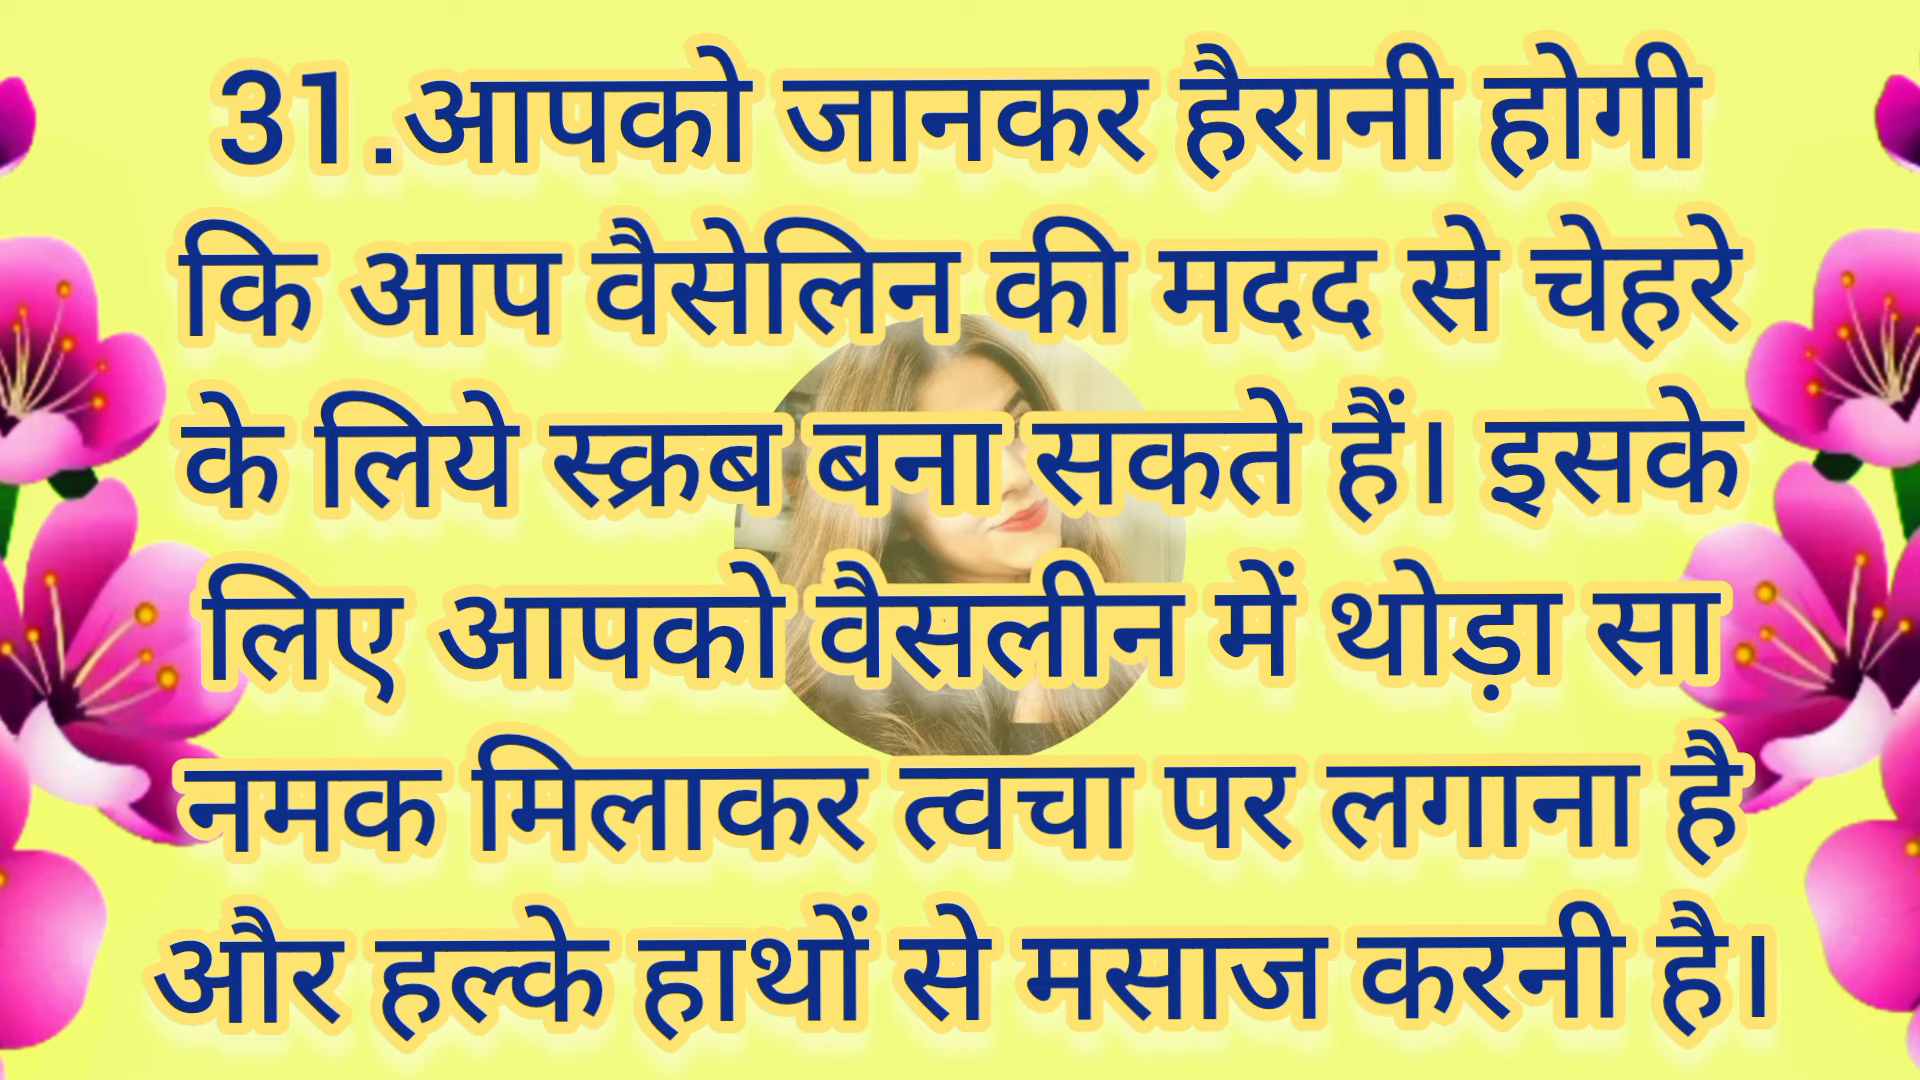 31.आपको जानकर हैरानी होगी
कि आप वैसेलिन की मदद से चेहरे
के लिये स्क्रब बना सकते हैं। इसके
लिए आपको वैसलीन में थोड़ा सा
नमक मिलाकर त्वचा पर लगाना है
और हल्के हाथों से मसाज करनी है।